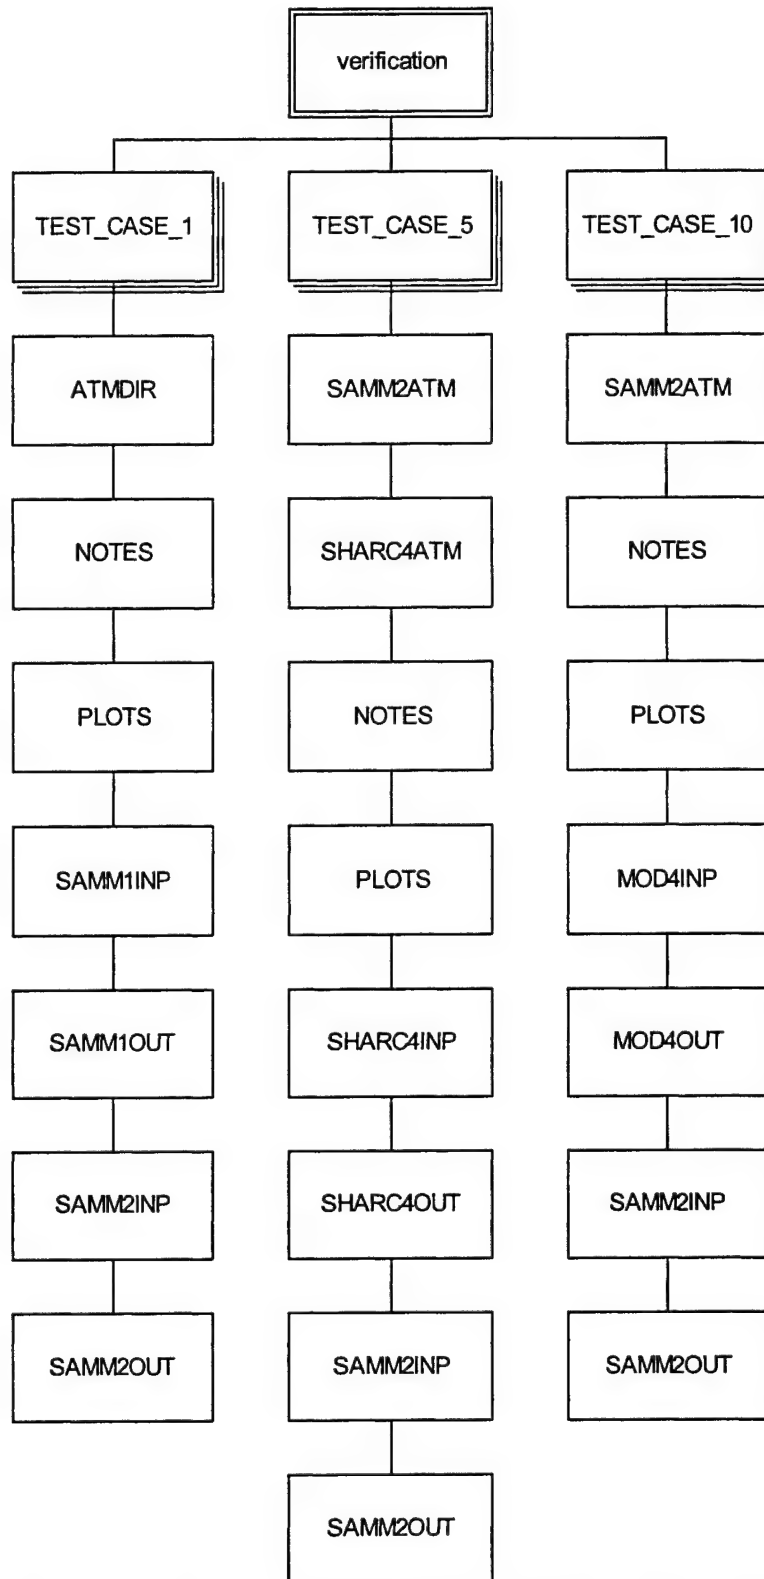 verification
TEST_CASE_1
TEST_CASE_5
TEST_CASE_10
ATMDIR
SAMM2ATM
SAMM2ATM
NOTES
SHARC4ATM
NOTES
PLOTS
NOTES
PLOTS
SAMM1INP
PLOTS
MOD4INP
SAMM1OUT
SHARC4INP
MOD4OUT
SAMM2INP
SHARC4OUT
SAMM2INP
SAMM2OUT
SAMM2INP
SAMM2OUT
SAMM2OUT